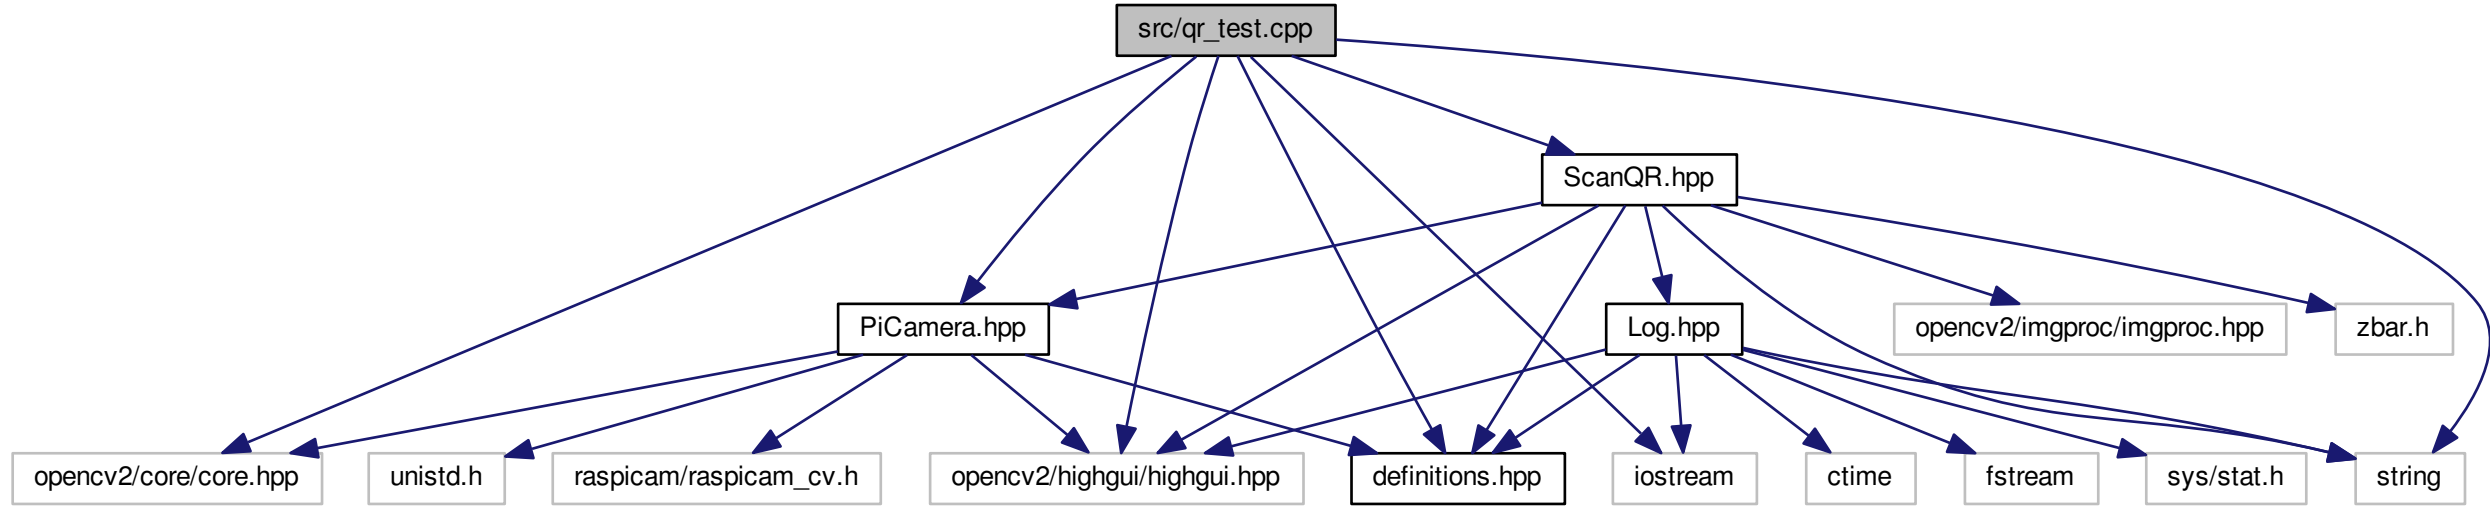 src/qr_test.cpp
ScanQR.hpp
PiCamera.hpp
Log.hpp
opencv2/imgproc/imgproc.hpp
zbar.h
opencv2/core/core.hpp
unistd.h
raspicam/raspicam_cv.h
opencv2/highgui/highgui.hpp
definitions.hpp
iostream
ctime
fstream
sys/stat.h
string